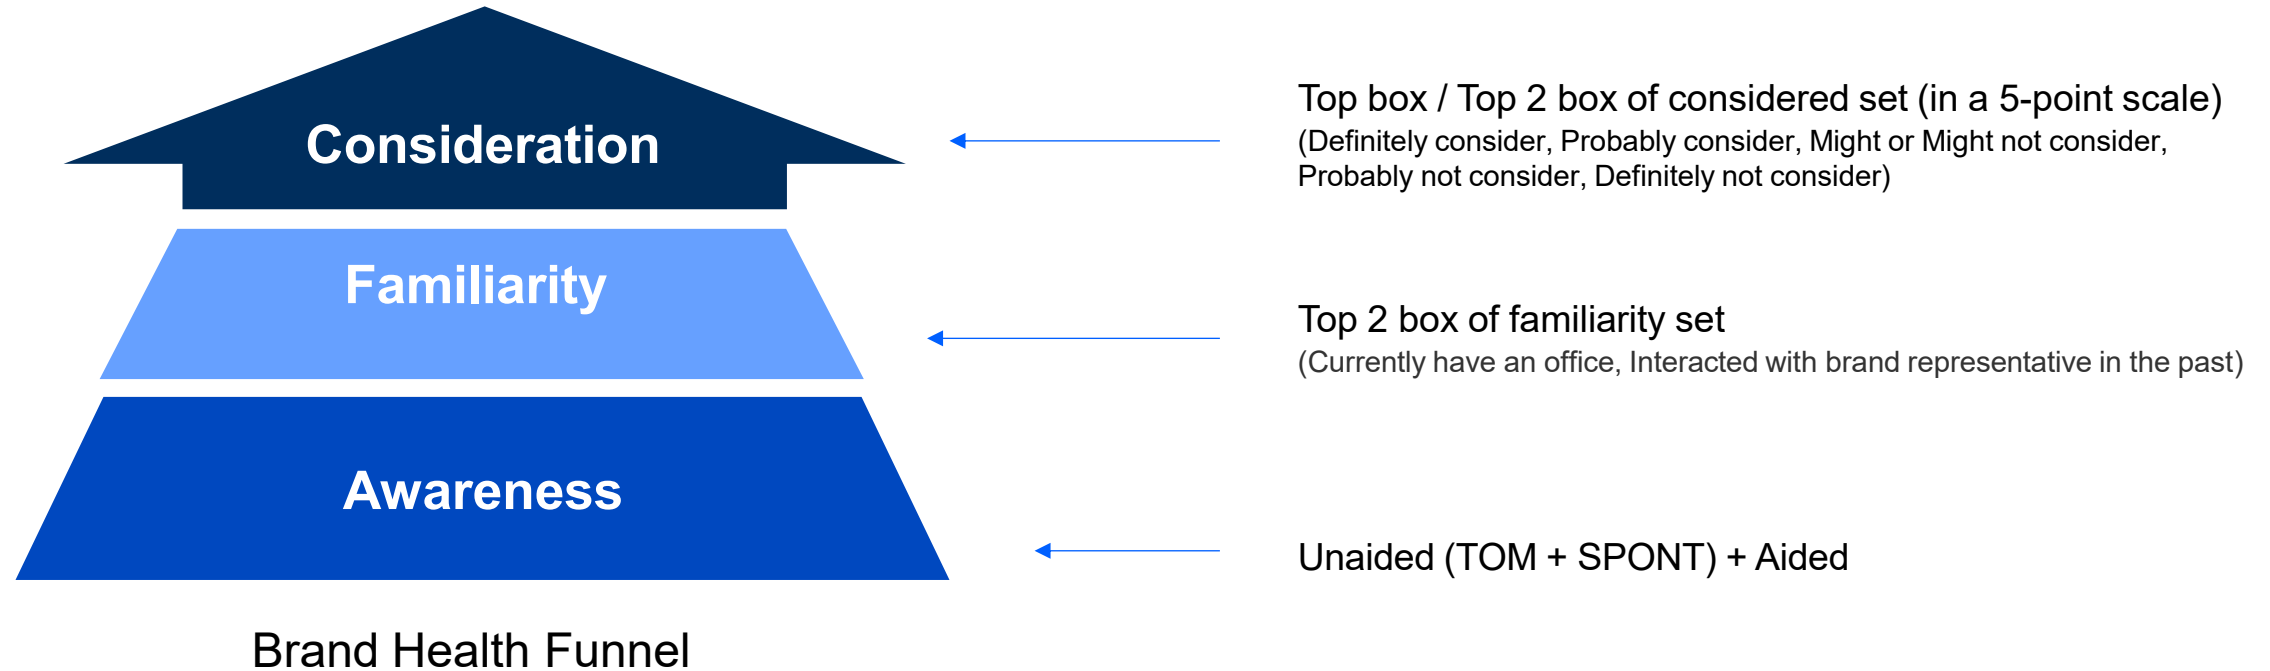 Consideration
Top box / Top 2 box of considered set (in a 5-point scale)
(Definitely consider, Probably consider, Might or Might not consider,
Probably not consider, Definitely not consider)
Familiarity
Top 2 box of familiarity set
(Currently have an office, Interacted with brand representative in the past)
Awareness
Unaided (TOM + SPONT) + Aided
Brand Health Funnel